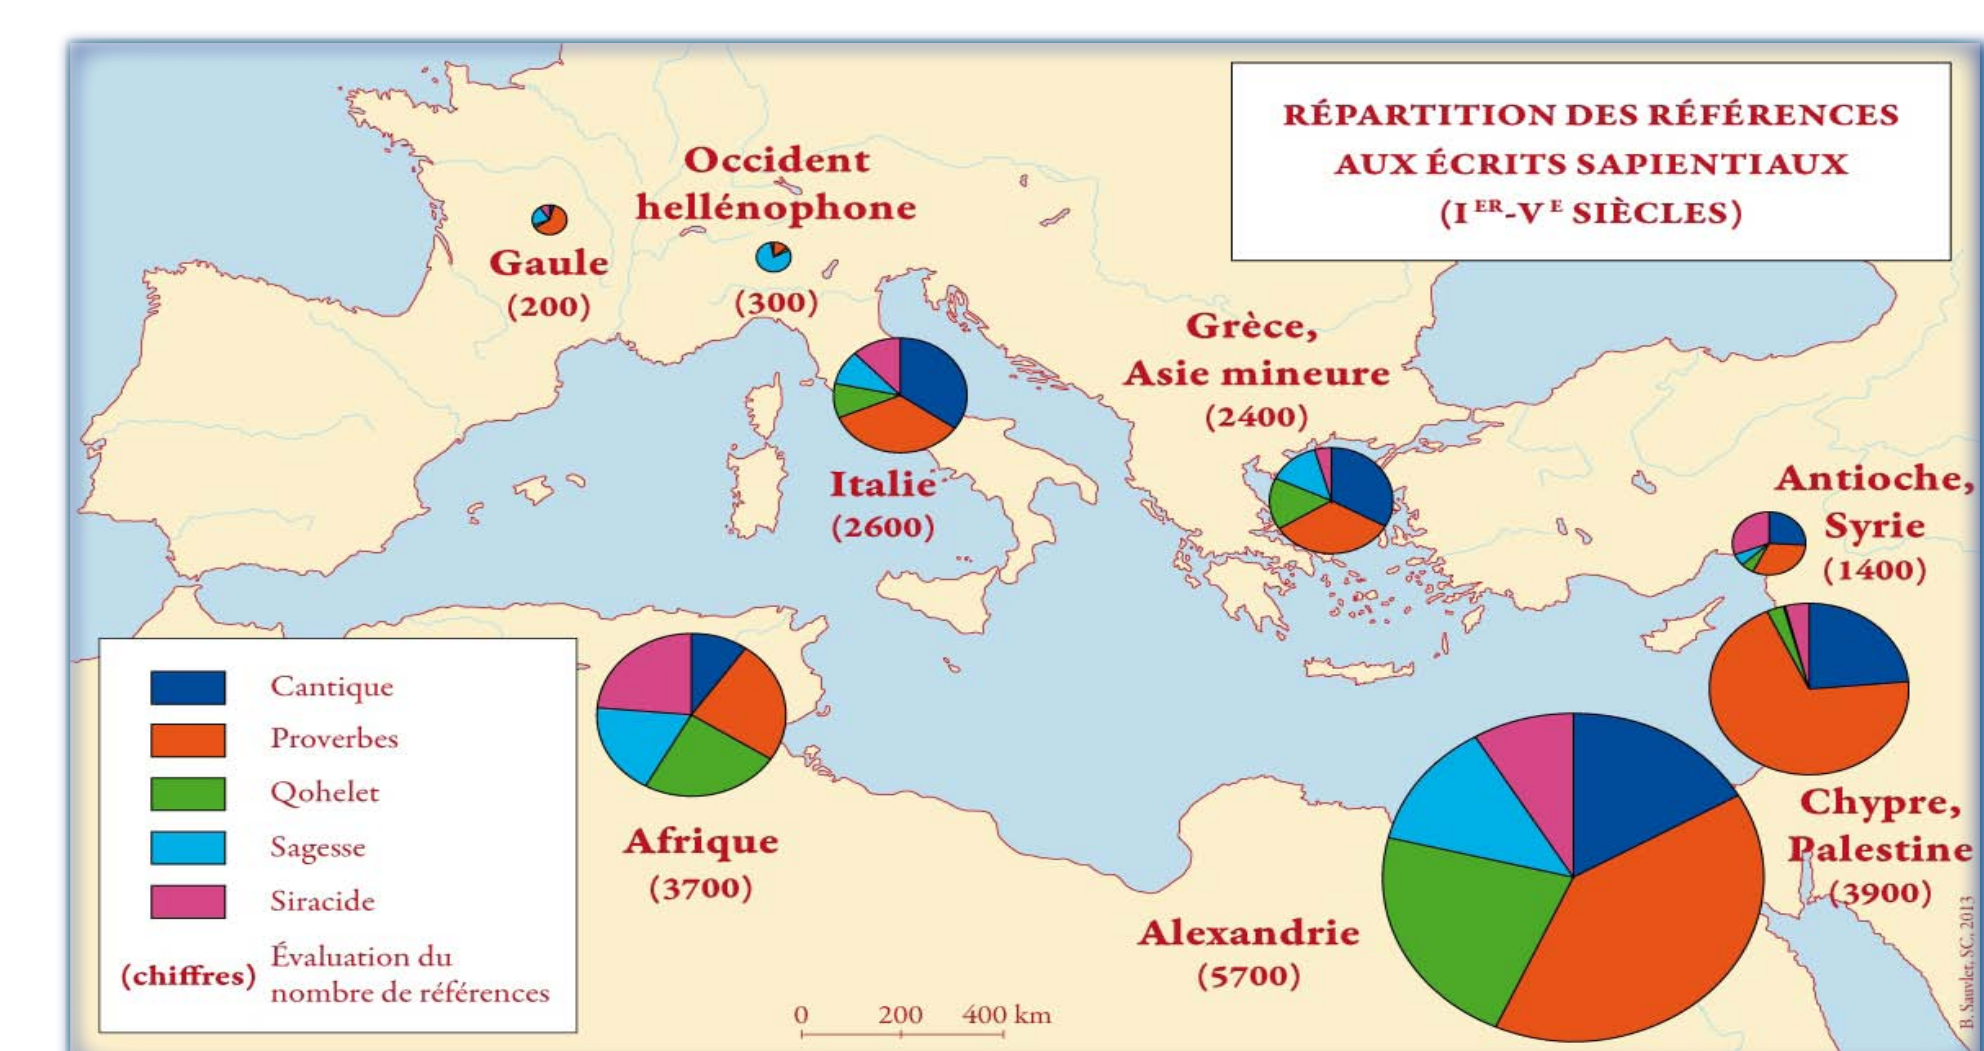 RÉPARTITION DES RÉFÉRENCES
AUX ÉCRITS SAPIENTIAUX
(I ER-V E SIÈCLES)
Occident
hellénophone
(300)
Gaule
(200)
Grèce,
Asie mineure
(2400)
Italie
(2600)
Antioche,
Syrie
(1400)
Cantique
Proverbes
Qohelet
Sagesse
Siracide
(chiffres) Évaluation du
nombre de références
Afrique
(3700)
Chypre,
Palestine
(3900)
Alexandrie
(5700)
0 200 400 km
B. Sauvlet, SC, 2013